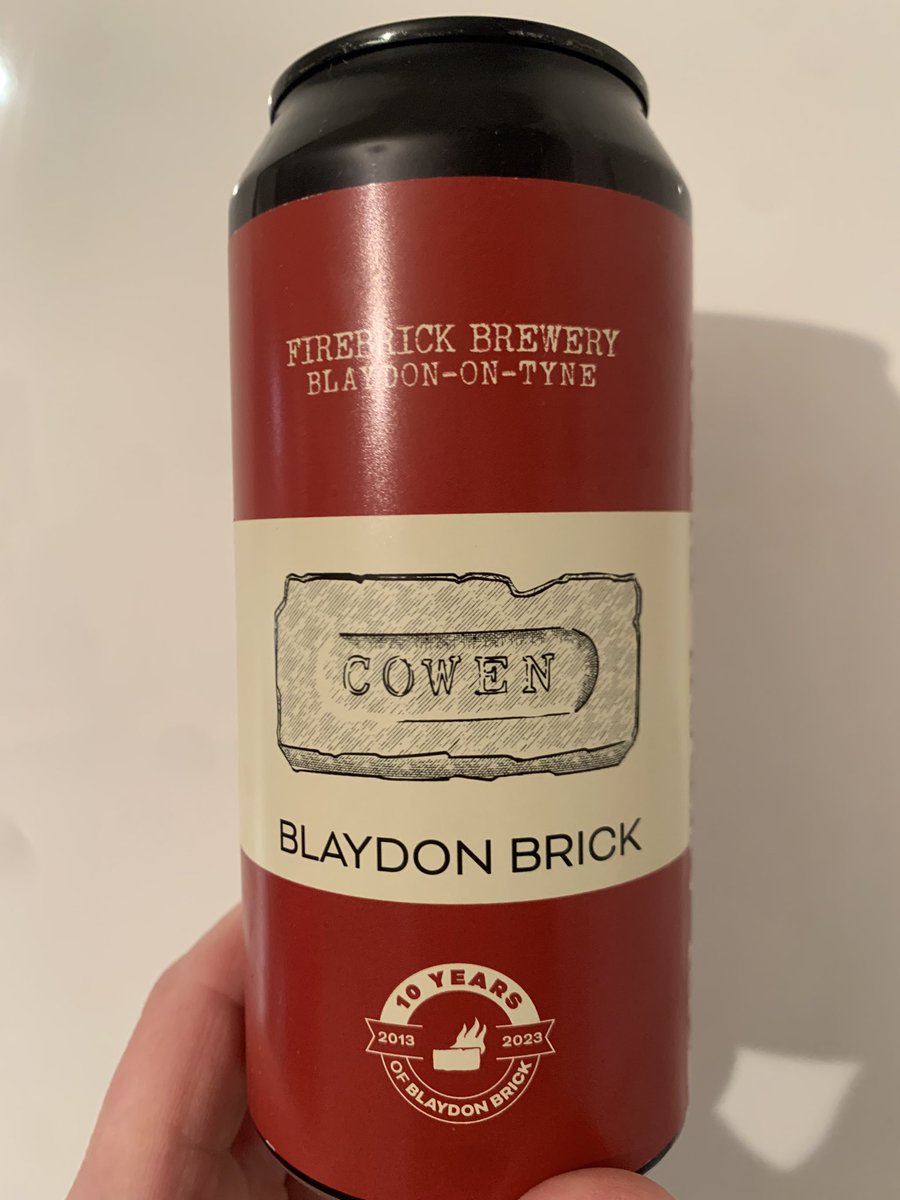 FIREBRICK BREWERY
BLAYDON-ON-TYNE
COWEN
BLAYDON BRICK
10 YEARS
2013 2023
OF BLAYDON BRICK